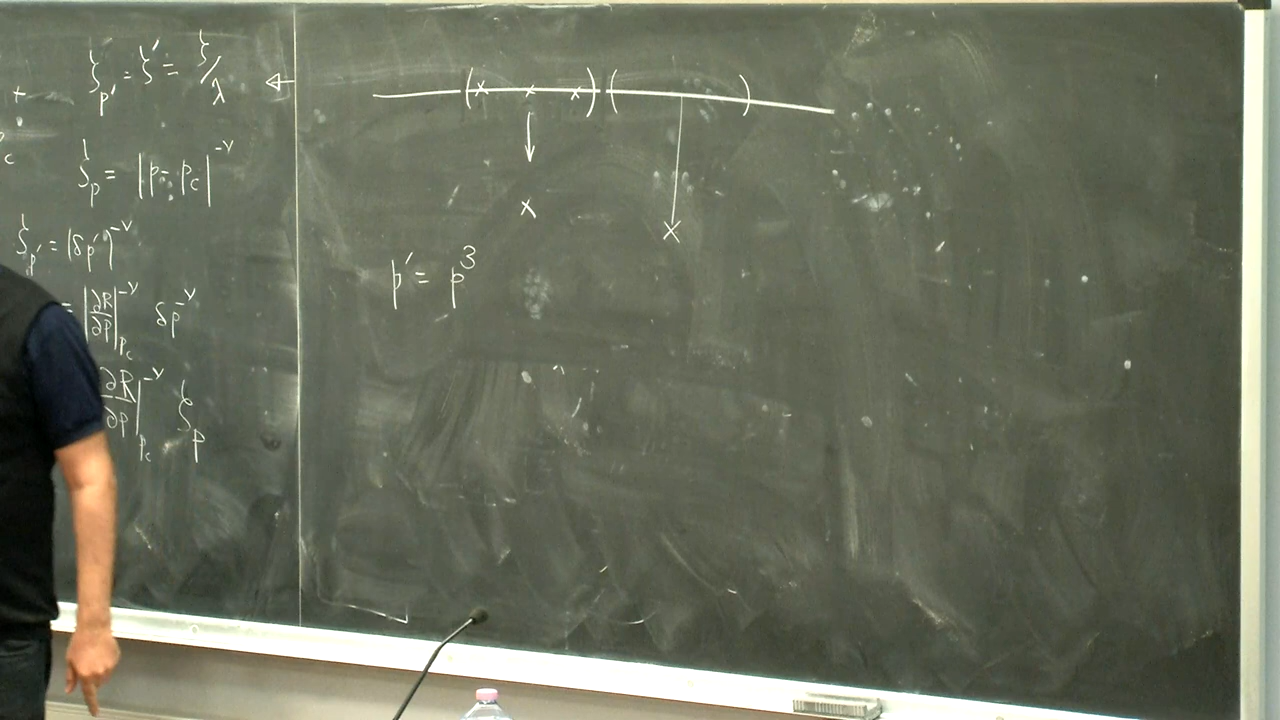 ξ_p' = ξ' = ξ/λ
ξ_p = |p - p_c|^-ν
ξ_p' = |δp'|^-ν
= |∂R/∂p|_p_c^-ν δp^-ν
∂R/∂p|_p_c^-ν ξ_p
( x x x ) ( )
x x
p' = p^3